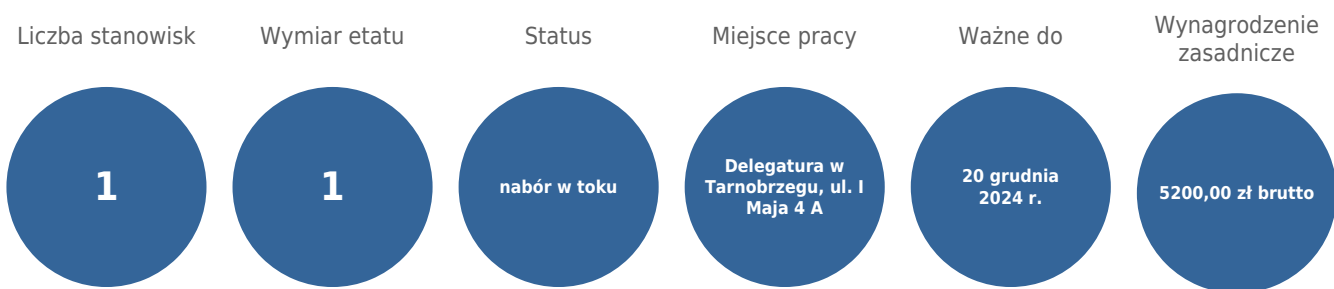 Liczba stanowisk
1
Wymiar etatu
1
Status
nabór w toku
Miejsce pracy
Delegatura w
Tarnobrzegu, ul. I
Maja 4 A
Ważne do
20 grudnia
2024 r.
Wynagrodzenie
zasadnicze
5200,00 zł brutto